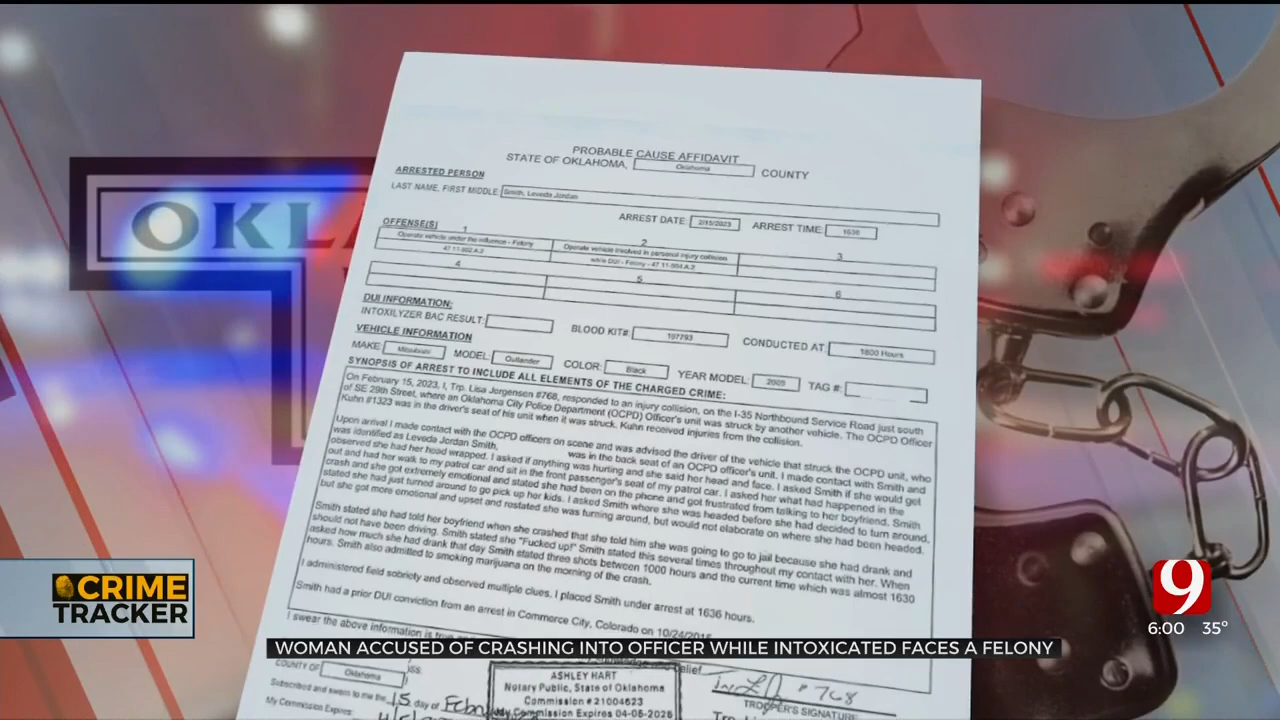 OKLA
PROBABLE CAUSE AFFIDAVIT
STATE OF OKLAHOMA, Oklahoma COUNTY
ARRESTED PERSON
LAST NAME, FIRST MIDDLE: Smith, Leveda Jordan
ARREST DATE: 2/15/2023 ARREST TIME: 1636
OFFENSE(S)
1 2 3
Operate vehicle under the influence - Felony
47 11-902 A.2
Operate vehicle involved in personal injury collision
while DUI - Felony - 47 11-904 A.2
4 5 6
DUI INFORMATION:
INTOXILYZER BAC RESULT: BLOOD KIT#: 107793 CONDUCTED AT: 1800 Hours
VEHICLE INFORMATION
MAKE: Mitsubishi MODEL: Outlander COLOR: Black YEAR MODEL: 2009 TAG #:
SYNOPSIS OF ARREST TO INCLUDE ALL ELEMENTS OF THE CHARGED CRIME:
On February 15, 2023, I, Trp. Lisa Jorgensen #768, responded to an injury collision, on the I-35 Northbound Service Road just south
of SE 29th Street, where an Oklahoma City Police Department (OCPD) Officer's unit was struck by another vehicle. The OCPD Officer
Kuhn #1323 was in the driver's seat of his unit when it was struck. Kuhn received injuries from the collision.
Upon arrival I made contact with the OCPD officers on scene and was advised the driver of the vehicle that struck the OCPD unit, who
was identified as Leveda Jordan Smith, was in the back seat of an OCPD officer's unit. I made contact with Smith and
observed she had her head wrapped. I asked if anything was hurting and she said her head and face. I asked Smith if she would get
out and had her walk to my patrol car and sit in the front passenger's seat of my patrol car. I asked her what had happened in the
crash and she got extremely emotional and stated she had been on the phone and got frustrated from talking to her boyfriend. Smith
stated she had just turned around to go pick up her kids. I asked Smith where she was headed before she had decided to turn around,
but she got more emotional and upset and restated she was turning around, but would not elaborate on where she had been headed.
Smith stated she had told her boyfriend when she crashed that she told him she was going to go to jail because she had drank and
should not have been driving. Smith stated she "Fucked up!" Smith stated this several times throughout my contact with her. When
asked how much she had drank that day Smith stated three shots between 1000 hours and the current time which was almost 1630
hours. Smith also admitted to smoking marijuana on the morning of the crash.
I administered field sobriety and observed multiple clues. I placed Smith under arrest at 1636 hours.
Smith had a prior DUI conviction from an arrest in Commerce City, Colorado on 10/24/2015
I swear the above information is true
belief
COUNTY OF Oklahoma ss.
Subscribed and sworn to me the 15 day of
My Commission Expires:
ASHLEY HART
Notary Public, State of Oklahoma
Commission # 21004623
My Commission Expires 04-05-2025
# 768
TROOPER'S SIGNATURE
CRIME
TRACKER
WOMAN ACCUSED OF CRASHING INTO OFFICER WHILE INTOXICATED FACES A FELONY
9
6:00 35°